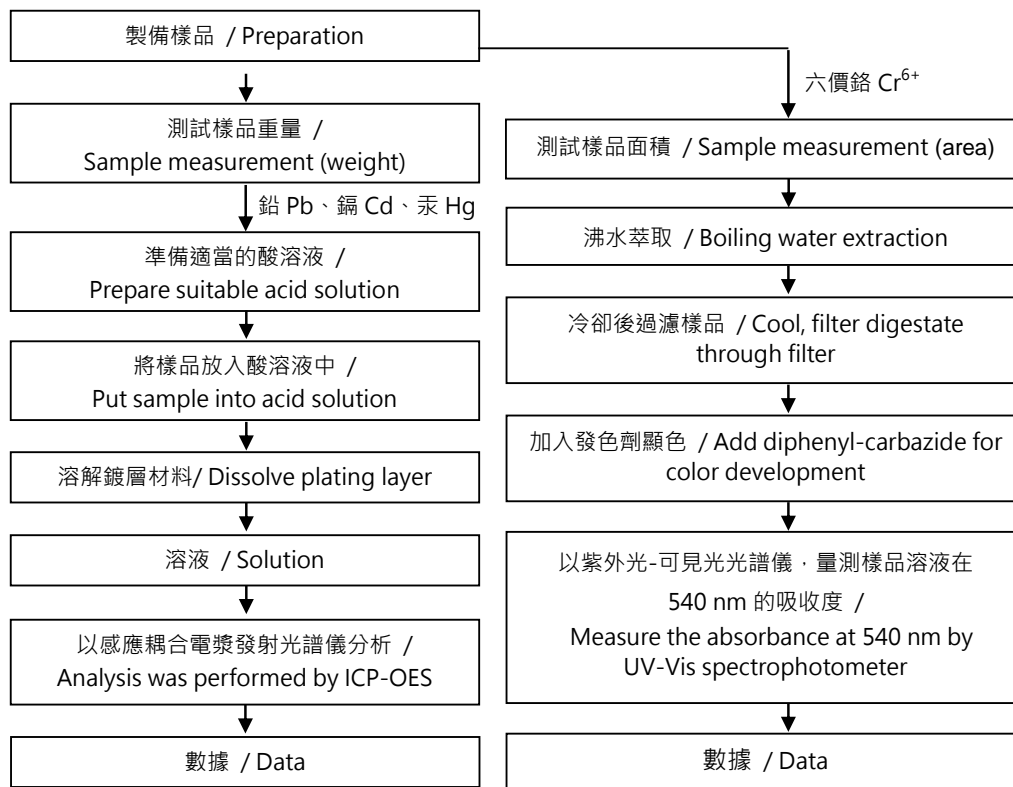 製備樣品 / Preparation
測試樣品重量 /
Sample measurement (weight)
鉛 Pb、鎘 Cd、汞 Hg
準備適當的酸溶液 /
Prepare suitable acid solution
將樣品放入酸溶液中 /
Put sample into acid solution
溶解鍍層材料/ Dissolve plating layer
溶液 / Solution
以感應耦合電漿發射光譜儀分析 /
Analysis was performed by ICP-OES
數據 / Data
六價鉻 Cr⁶⁺
測試樣品面積 / Sample measurement (area)
沸水萃取 / Boiling water extraction
冷卻後過濾樣品 / Cool, filter digestate
through filter
加入發色劑顯色 / Add diphenyl-carbazide for
color development
以紫外光-可見光光譜儀，量測樣品溶液在
540 nm 的吸收度 /
Measure the absorbance at 540 nm by
UV-Vis spectrophotometer
數據 / Data